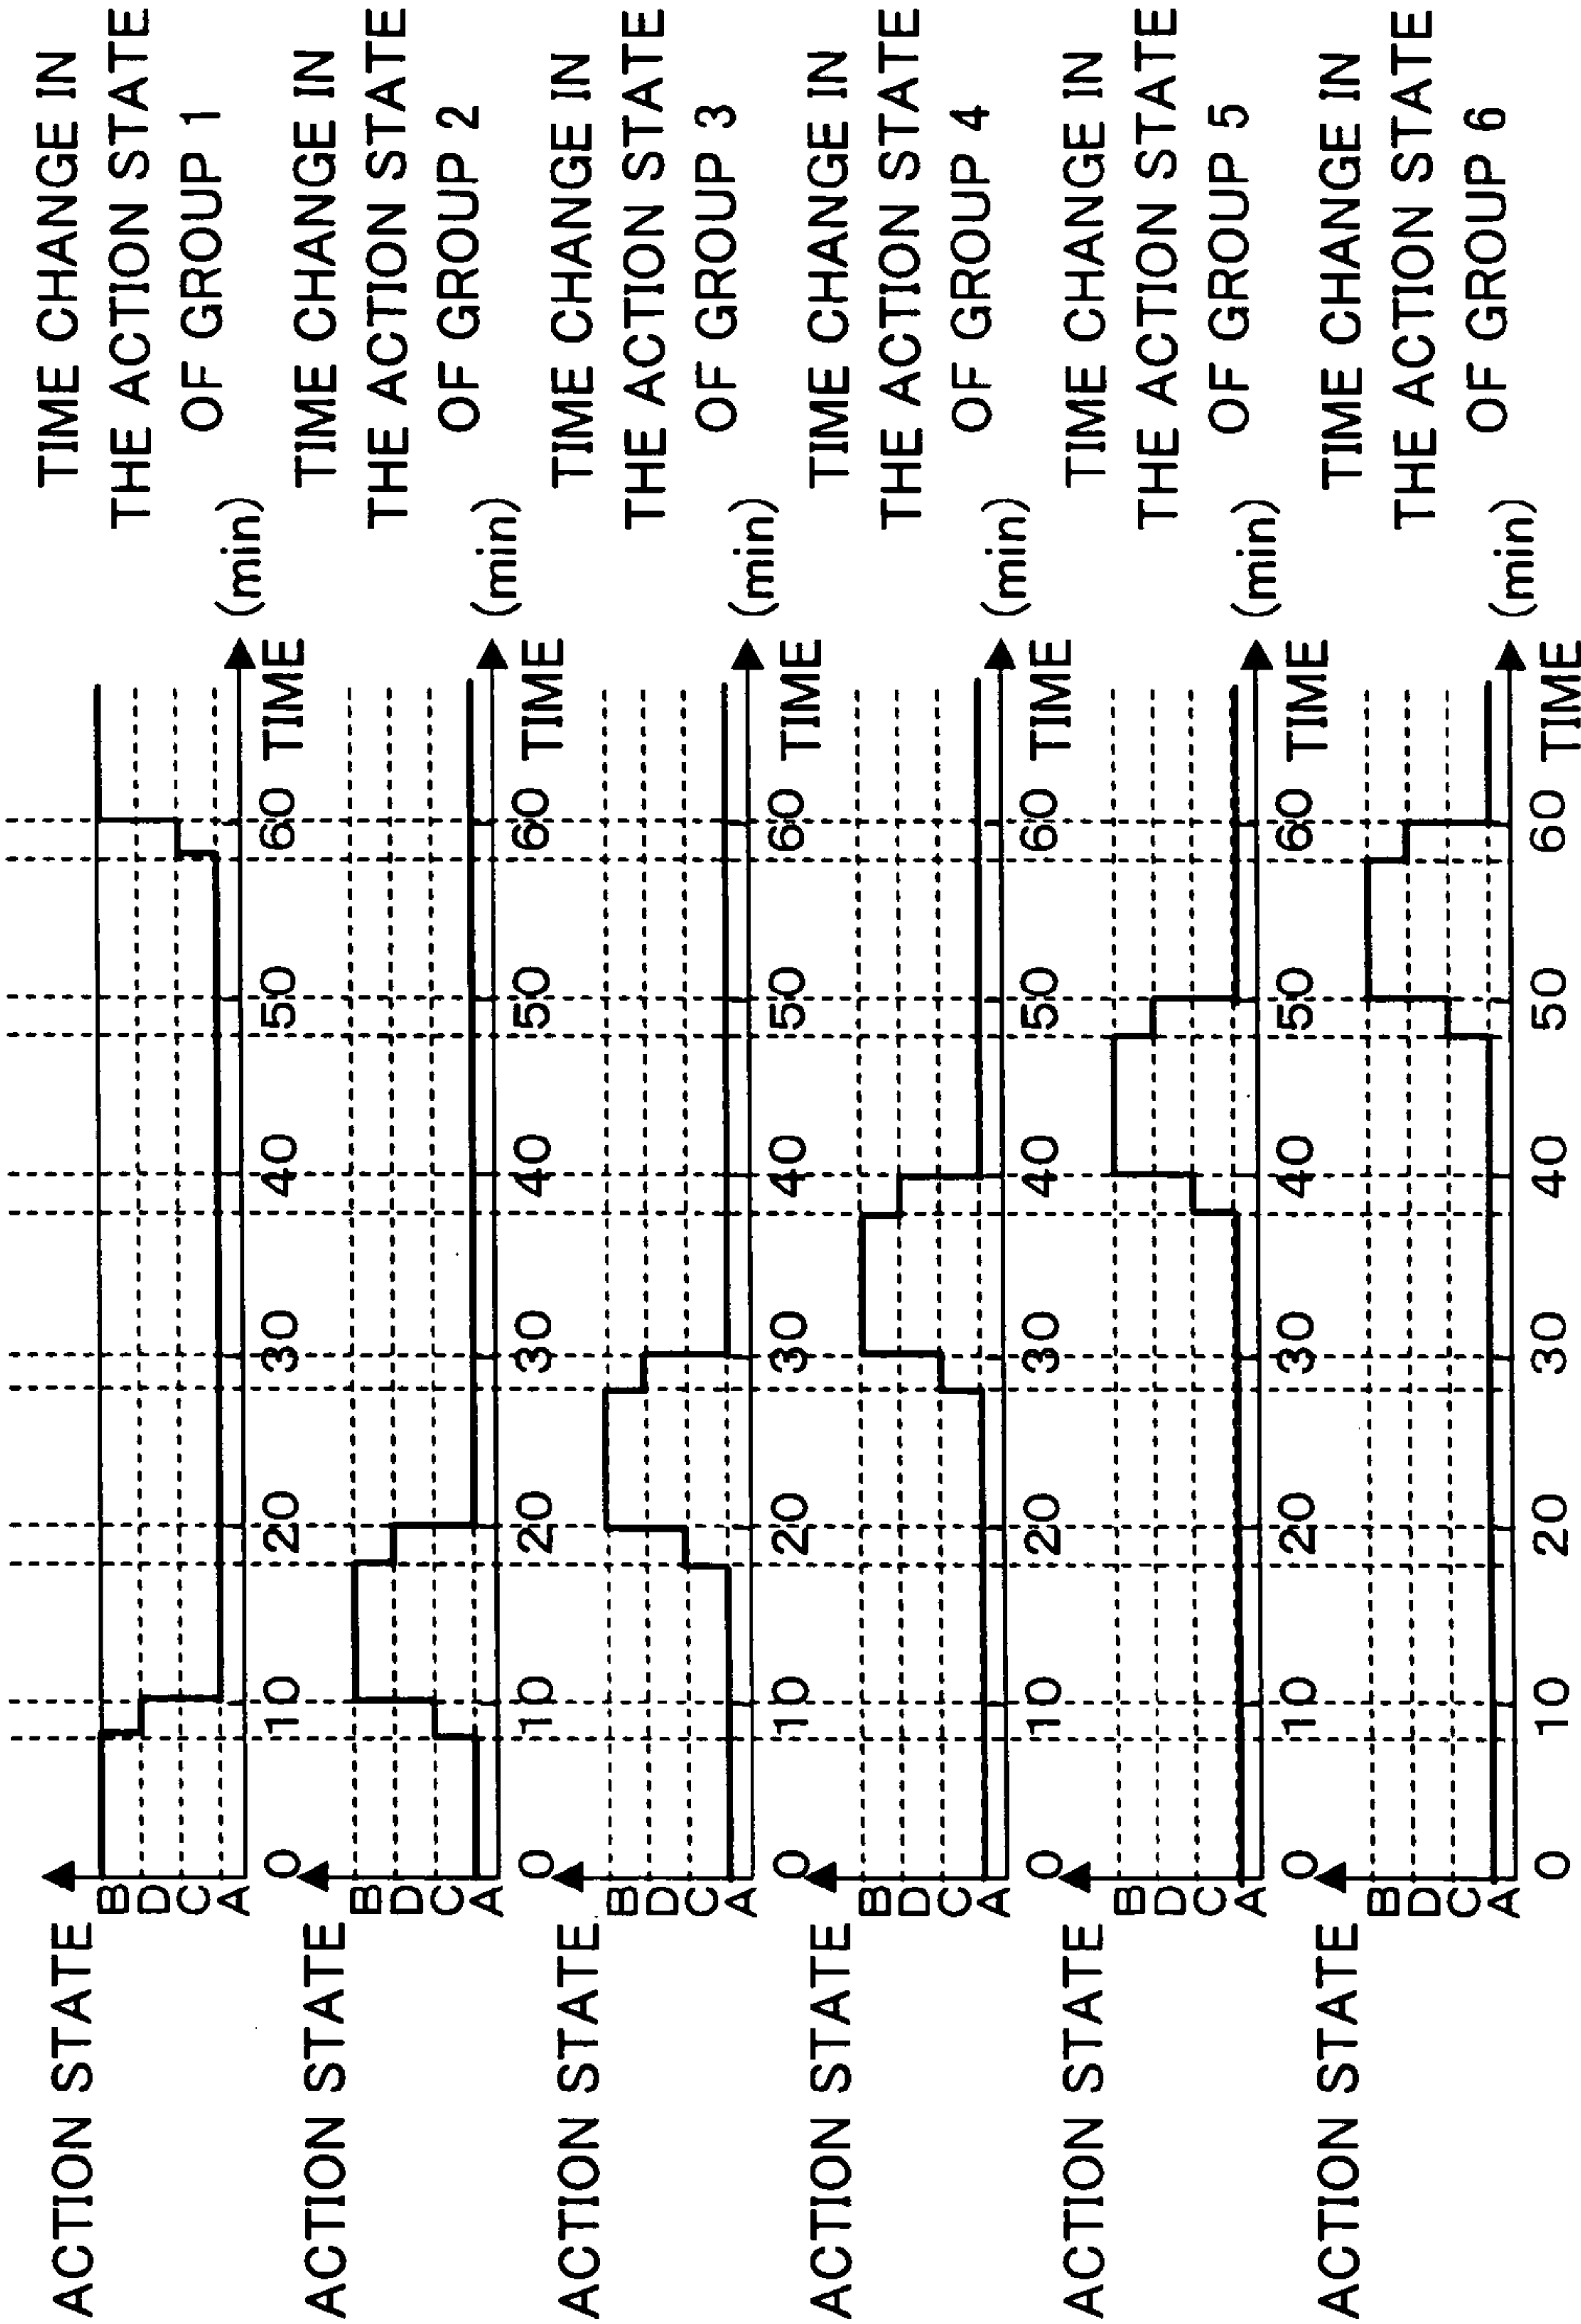 ACTION STATE
B
D
C
A
0 10 20 30 40 50 60 TIME
(min)
TIME CHANGE IN
THE ACTION STATE
OF GROUP 1
ACTION STATE
B
D
C
A
0 10 20 30 40 50 60 TIME
(min)
TIME CHANGE IN
THE ACTION STATE
OF GROUP 2
ACTION STATE
B
D
C
A
0 10 20 30 40 50 60 TIME
(min)
TIME CHANGE IN
THE ACTION STATE
OF GROUP 3
ACTION STATE
B
D
C
A
0 10 20 30 40 50 60 TIME
(min)
TIME CHANGE IN
THE ACTION STATE
OF GROUP 4
ACTION STATE
B
D
C
A
0 10 20 30 40 50 60 TIME
(min)
TIME CHANGE IN
THE ACTION STATE
OF GROUP 5
ACTION STATE
B
D
C
A
0 10 20 30 40 50 60 TIME
(min)
TIME CHANGE IN
THE ACTION STATE
OF GROUP 6